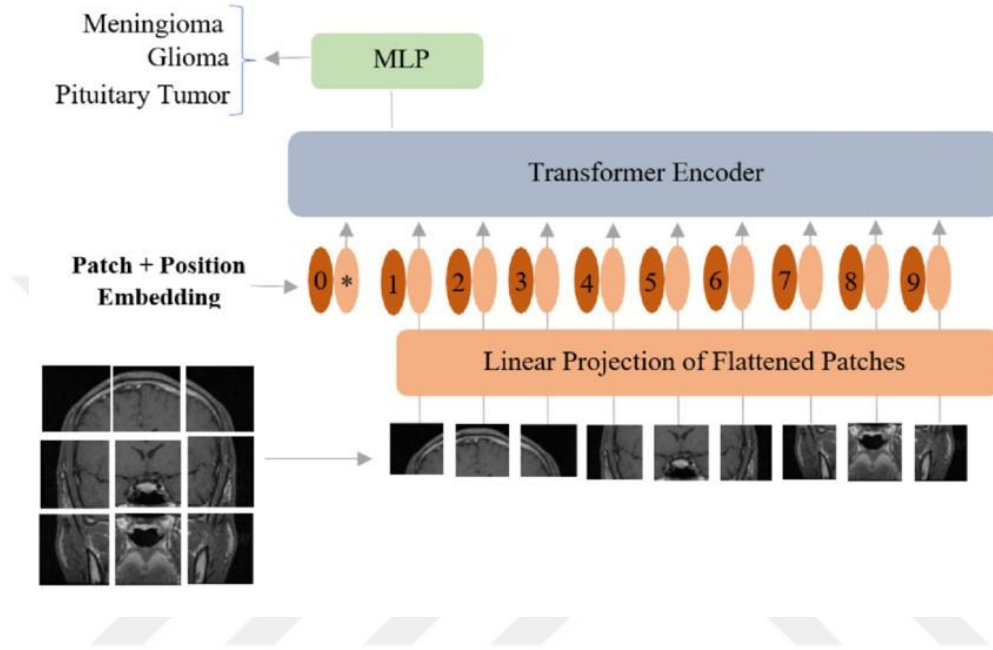 Meningioma
Glioma
Pituitary Tumor
MLP
Transformer Encoder
Patch + Position
Embedding
0 * 1 2 3 4 5 6 7 8 9
Linear Projection of Flattened Patches